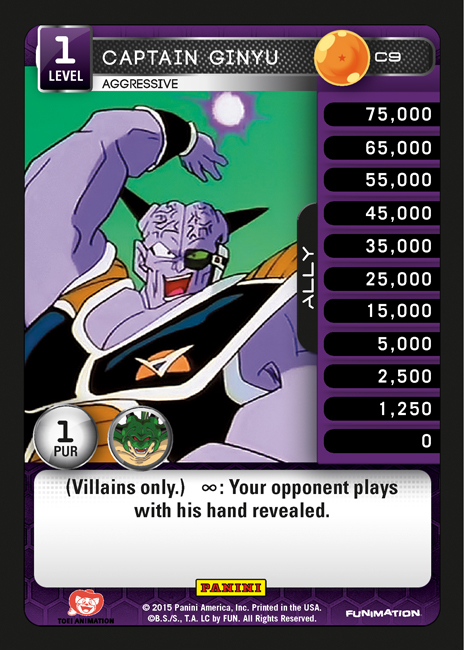 1
LEVEL
CAPTAIN GINYU
C9
AGGRESSIVE
75,000
65,000
55,000
45,000
35,000
25,000
15,000
5,000
2,500
1,250
0
ALLY
1
PUR
(Villains only.) ∞: Your opponent plays
with his hand revealed.
PANINI
TOEI ANIMATION
© 2015 Panini America, Inc. Printed in the USA.
©B.S./S., T.A. LC by FUN. All Rights Reserved.
FUNIMATION